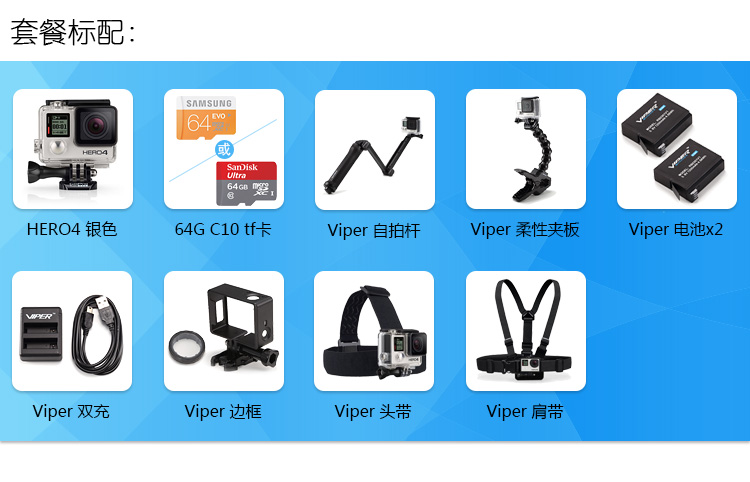 套餐标配：
HERO4
SAMSUNG
64GB EVO
或
SanDisk
Ultra
64GB
micro
SD
XC I
HERO4 银色
64G C10 tf卡
Viper 自拍杆
Viper 柔性夹板
Viper 电池x2
VIPER
HERO4
Viper 双充
Viper 边框
Viper 头带
Viper 肩带